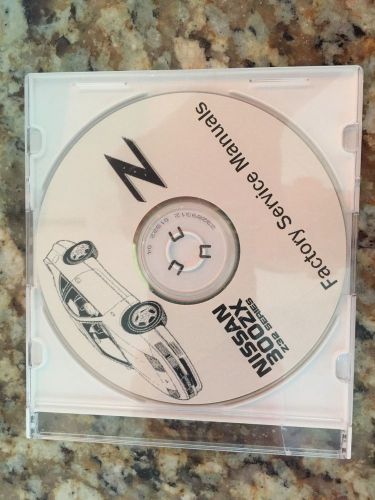 Factory Service Manuals
Z
NISSAN
300ZX
Z32 SERIES